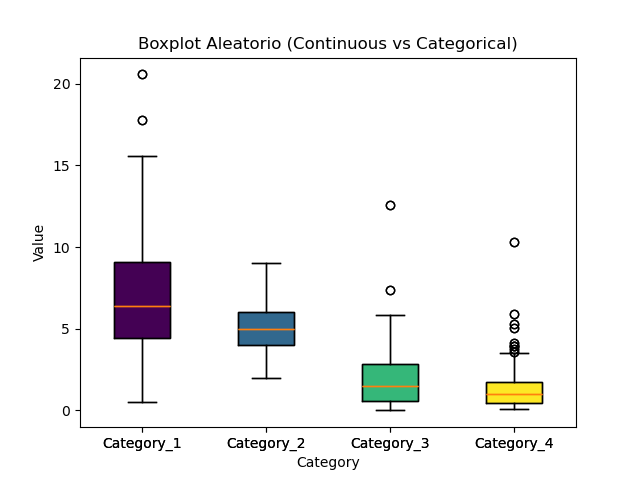 Boxplot Aleatorio (Continuous vs Categorical)
20
15
10
5
0
Value
Category_1 Category_2 Category_3 Category_4
Category